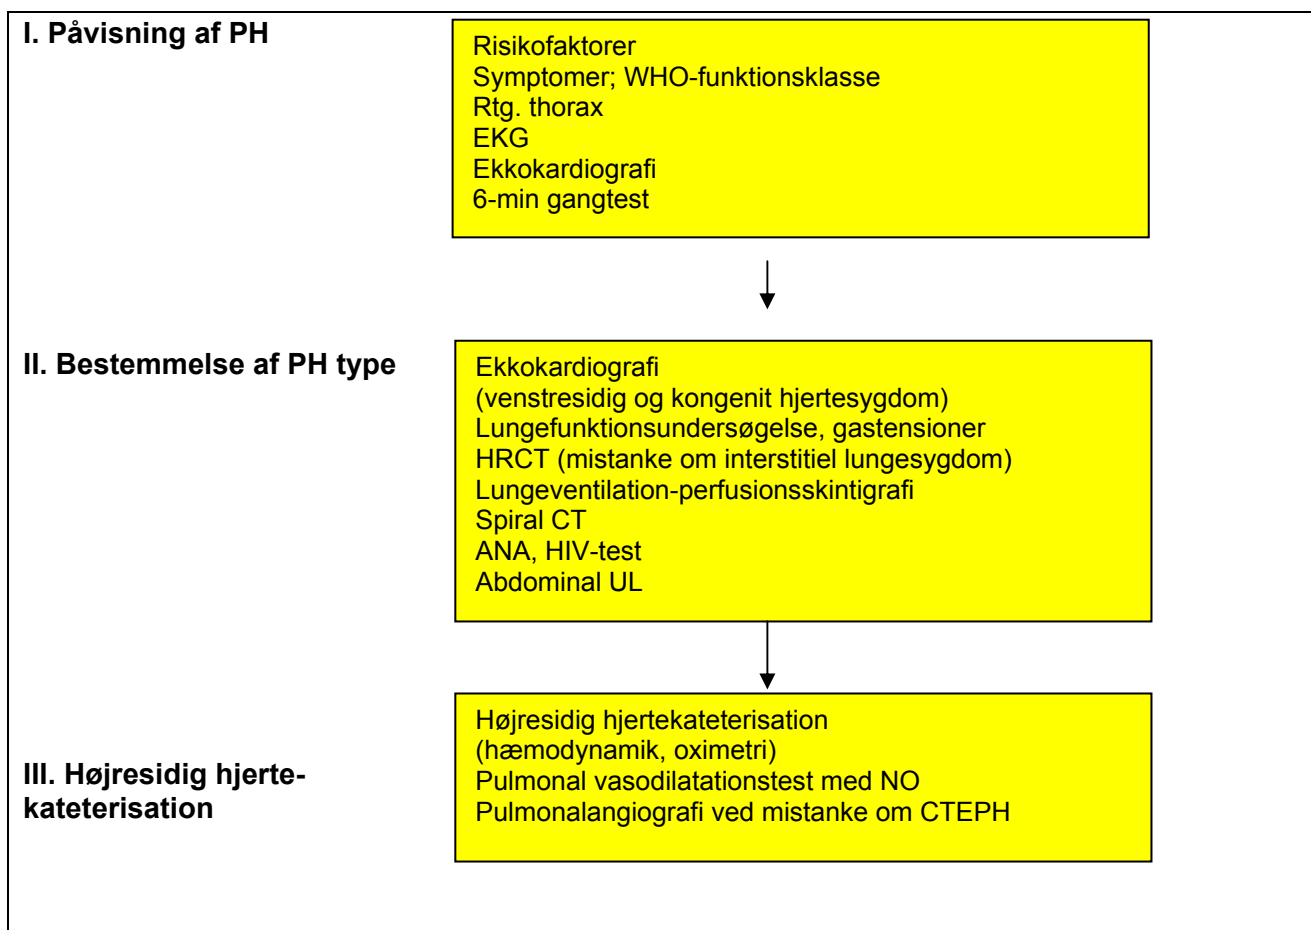 I. Påvisning af PH
Risikofaktorer
Symptomer; WHO-funktionsklasse
Rtg. thorax
EKG
Ekkokardiografi
6-min gangtest
II. Bestemmelse af PH type
Ekkokardiografi
(venstresidig og kongenit hjertesygdom)
Lungefunktionsundersøgelse, gastensioner
HRCT (mistanke om interstitiel lungesygdom)
Lungeventilation-perfusionsskintigrafi
Spiral CT
ANA, HIV-test
Abdominal UL
III. Højresidig hjerte-
kateterisation
Højresidig hjertekateterisation
(hæmodynamik, oximetri)
Pulmonal vasodilatationstest med NO
Pulmonalangiografi ved mistanke om CTEPH